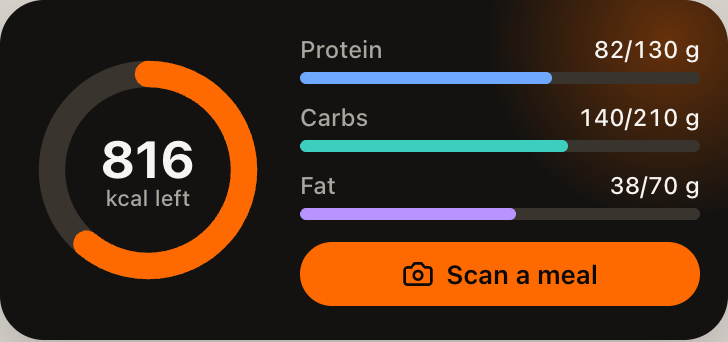 816
kcal left
Protein 82/130 g
Carbs 140/210 g
Fat 38/70 g
Scan a meal